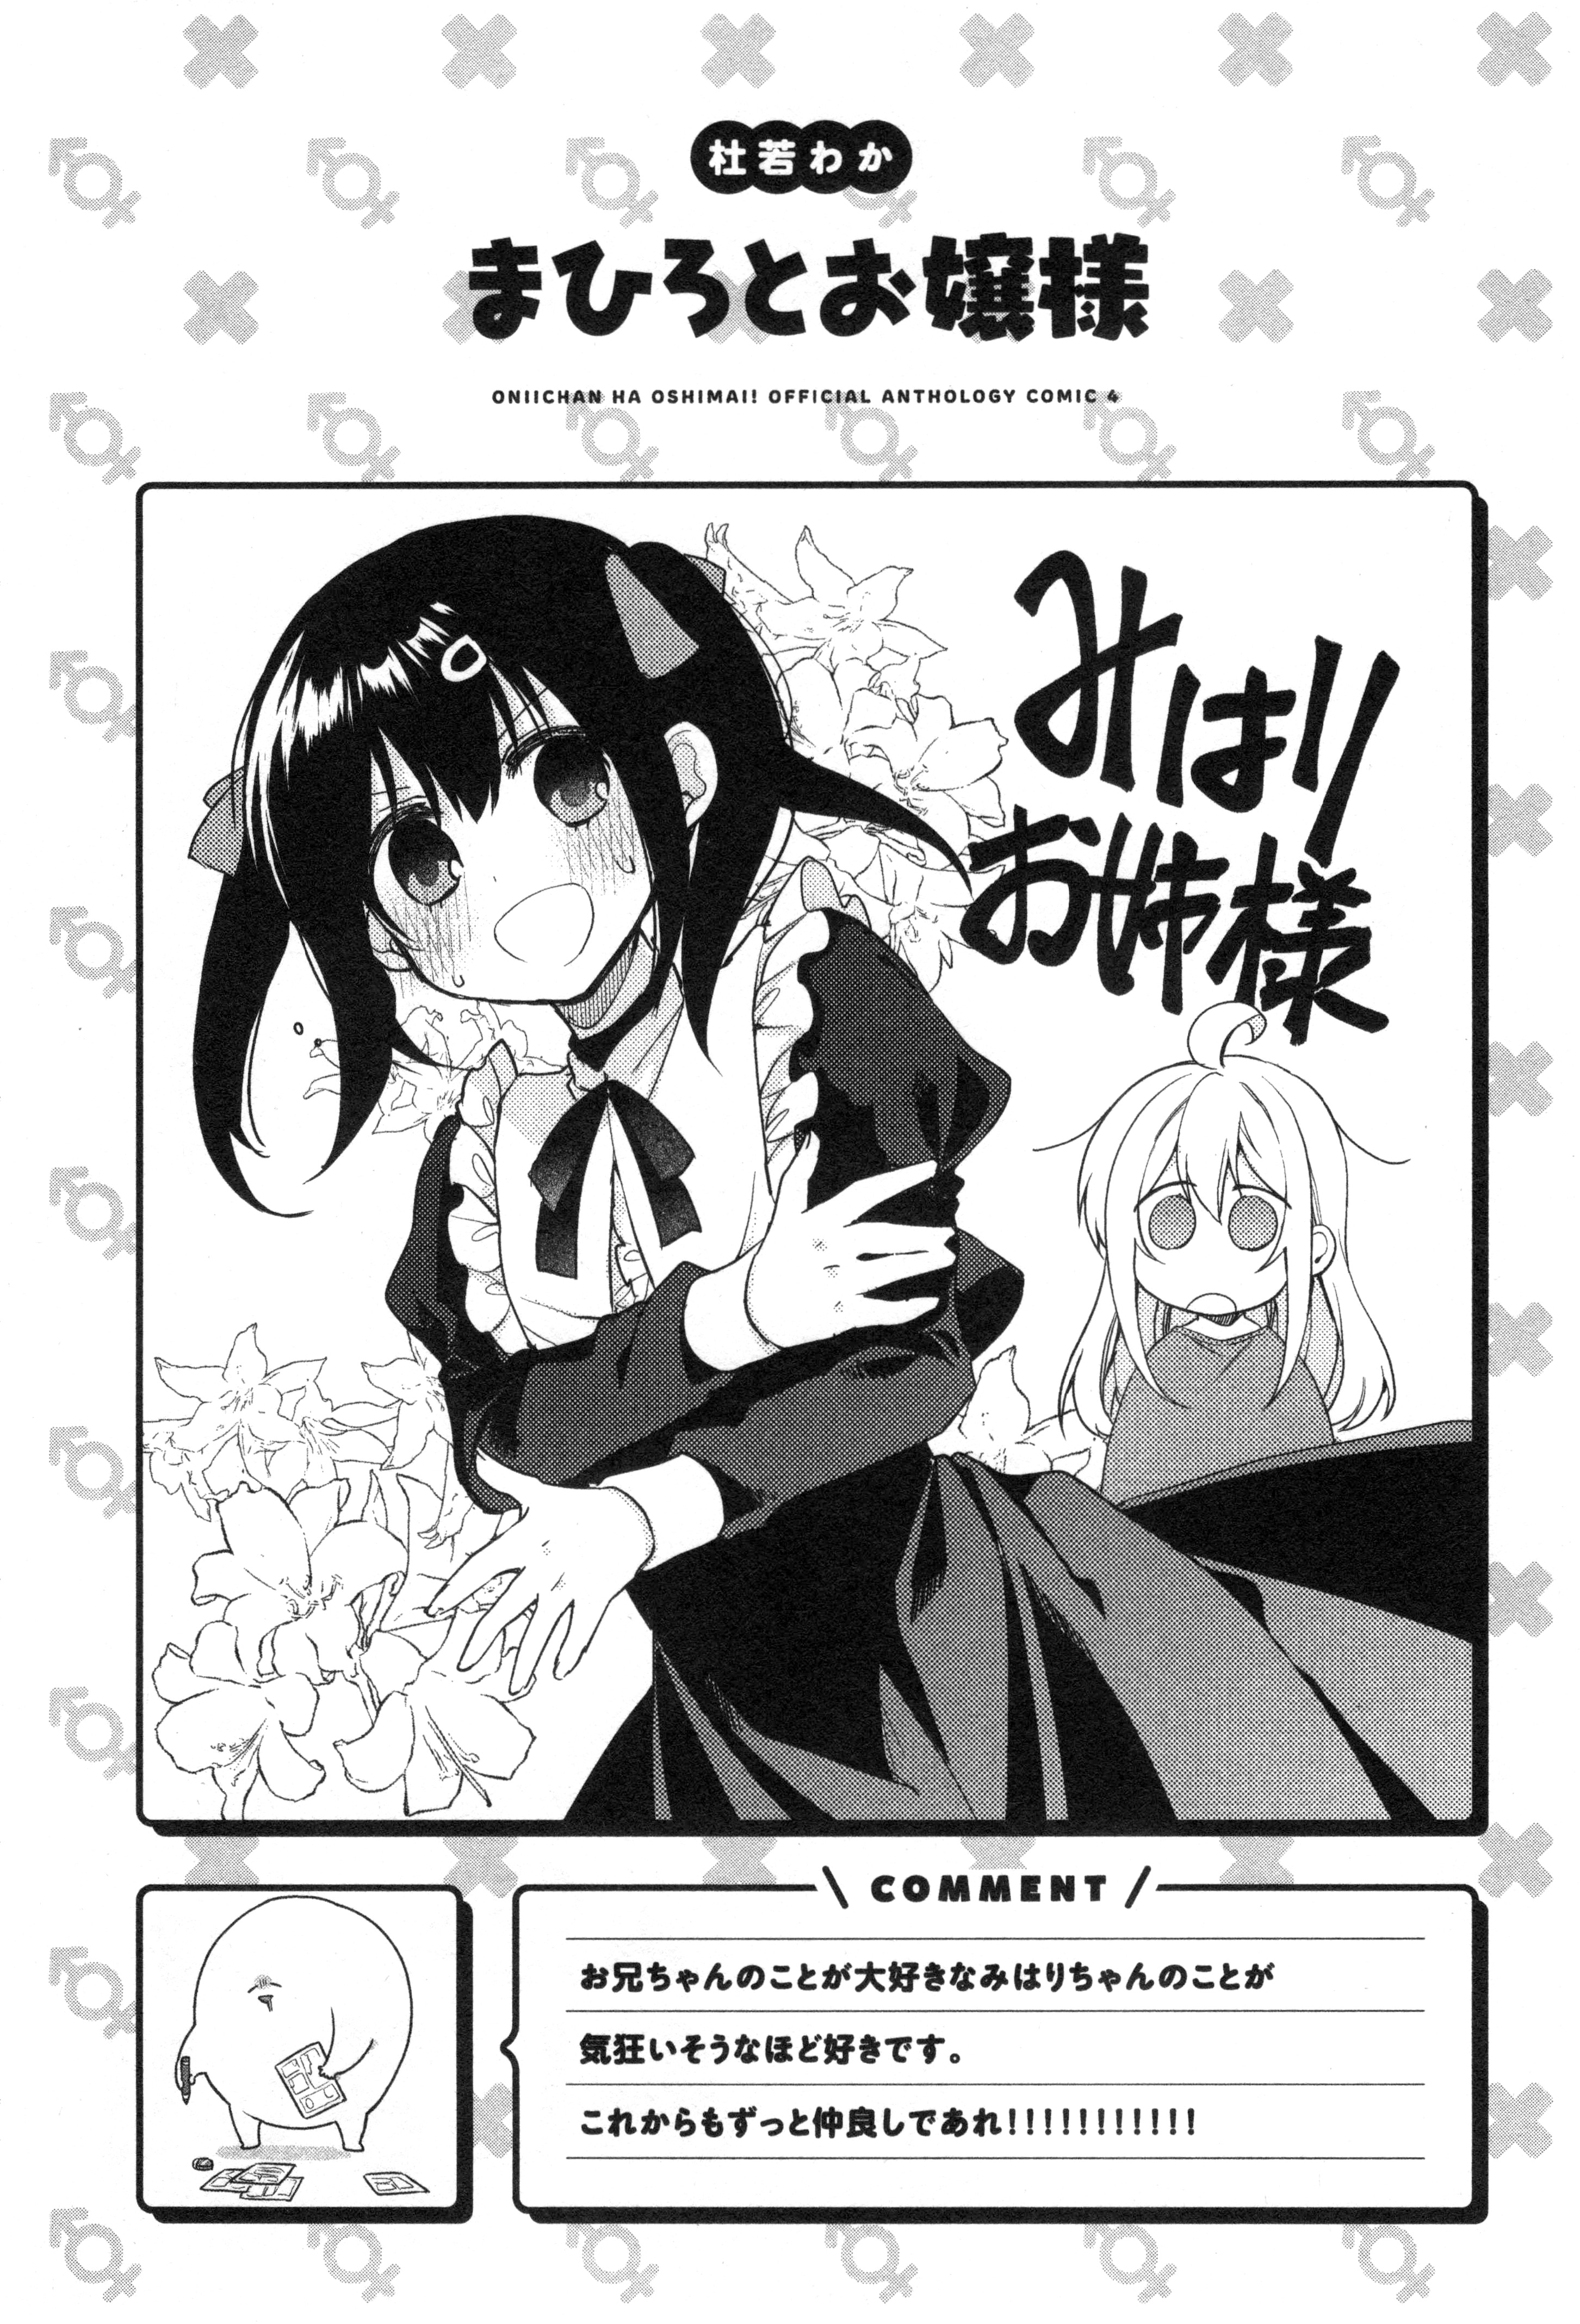 杜若わか
まひろとお嬢様
ONIICHAN HA OSHIMAI! OFFICIAL ANTHOLOGY COMIC 4
みはり
お姉様
COMMENT
お兄ちゃんのことが大好きなみはりちゃんのことが
気狂いそうなほど好きです。
これからもずっと仲良しであれ!!!!!!!!!!!